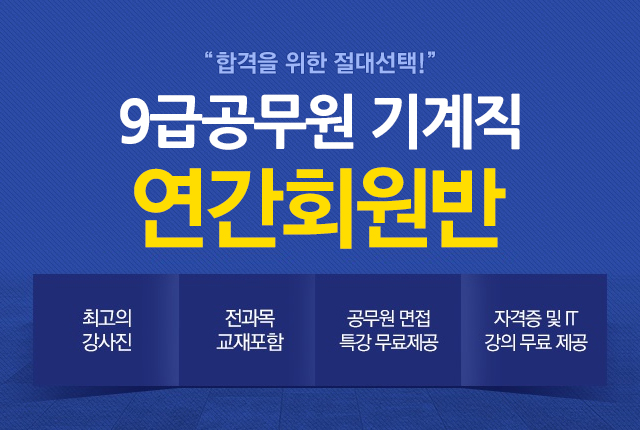 “합격을 위한 절대선택!”
9급공무원 기계직
연간회원반
최고의
강사진
전과목
교재포함
공무원 면접
특강 무료제공
자격증 및 IT
강의 무료 제공